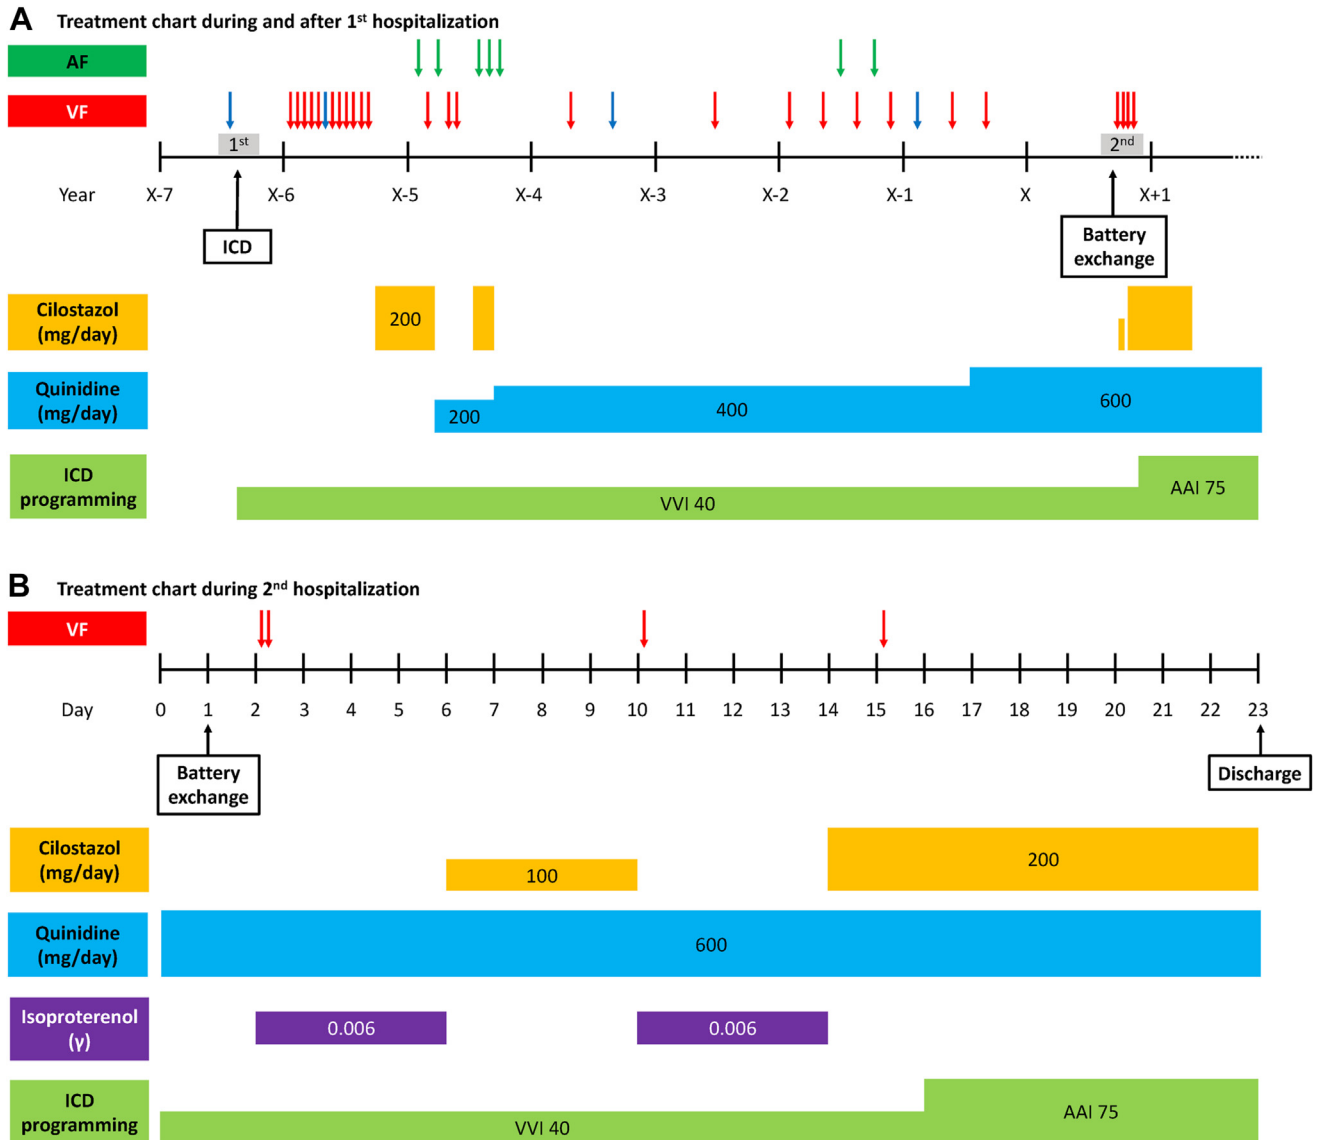 A Treatment chart during and after 1st hospitalization
AF
VF
1st 2nd
Year X-7 X-6 X-5 X-4 X-3 X-2 X-1 X X+1
ICD
Battery
exchange
Cilostazol
(mg/day)
200
Quinidine
(mg/day)
200 400 600
ICD
programming
VVI 40 AAI 75
B Treatment chart during 2nd hospitalization
VF
Day 0 1 2 3 4 5 6 7 8 9 10 11 12 13 14 15 16 17 18 19 20 21 22 23
Battery
exchange
Discharge
Cilostazol
(mg/day)
100 200
Quinidine
(mg/day)
600
Isoproterenol
(γ)
0.006 0.006
ICD
programming
VVI 40 AAI 75